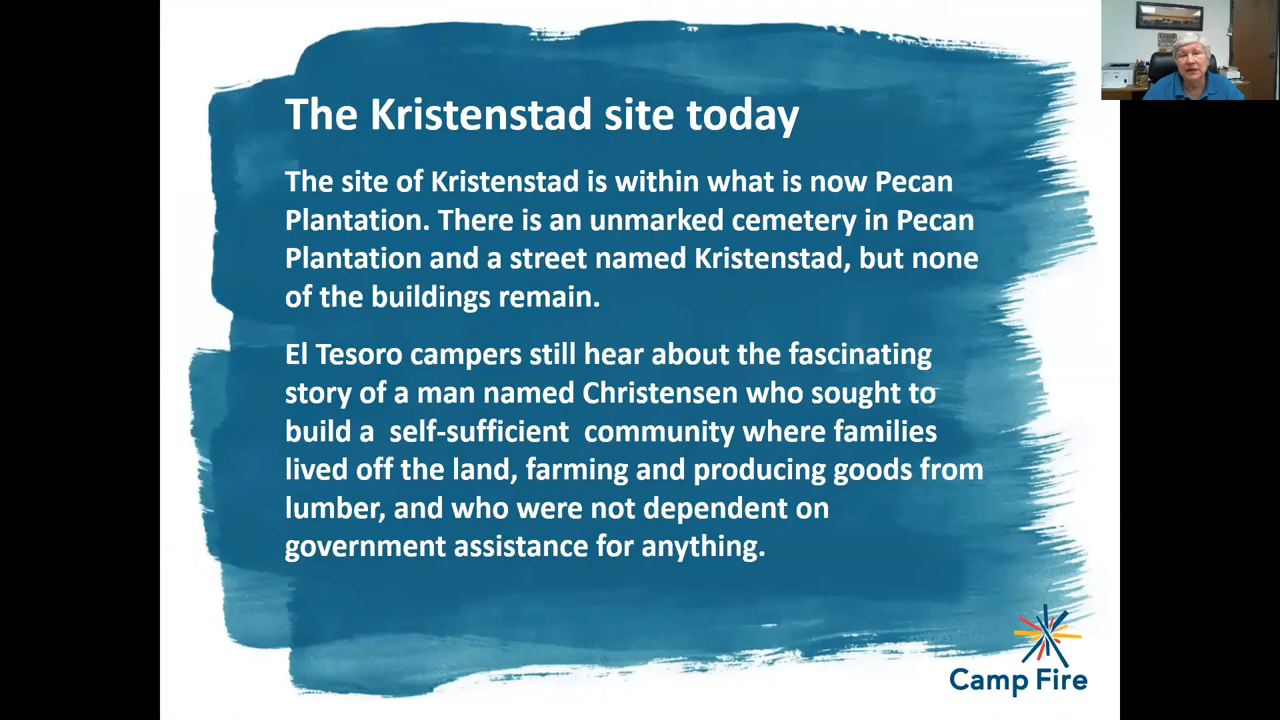 The Kristenstad site today
The site of Kristenstad is within what is now Pecan
Plantation. There is an unmarked cemetery in Pecan
Plantation and a street named Kristenstad, but none
of the buildings remain.
El Tesoro campers still hear about the fascinating
story of a man named Christensen who sought to
build a  self-sufficient  community where families
lived off the land, farming and producing goods from
lumber, and who were not dependent on
government assistance for anything.
Camp Fire